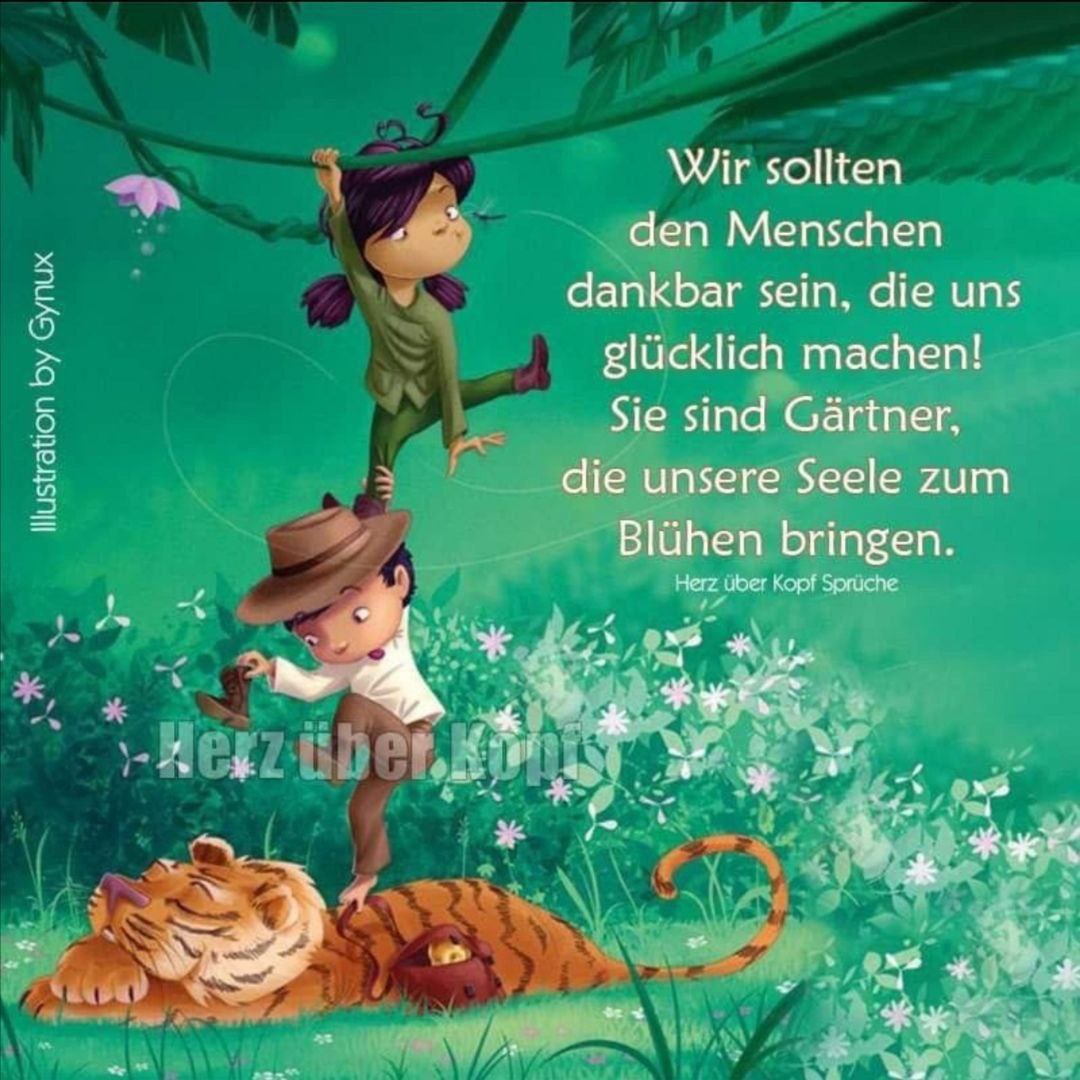 Wir sollten
den Menschen
dankbar sein, die uns
glücklich machen!
Sie sind Gärtner,
die unsere Seele zum
Blühen bringen.
Herz über Kopf Sprüche
Illustration by Gynux
Herz über Kopf